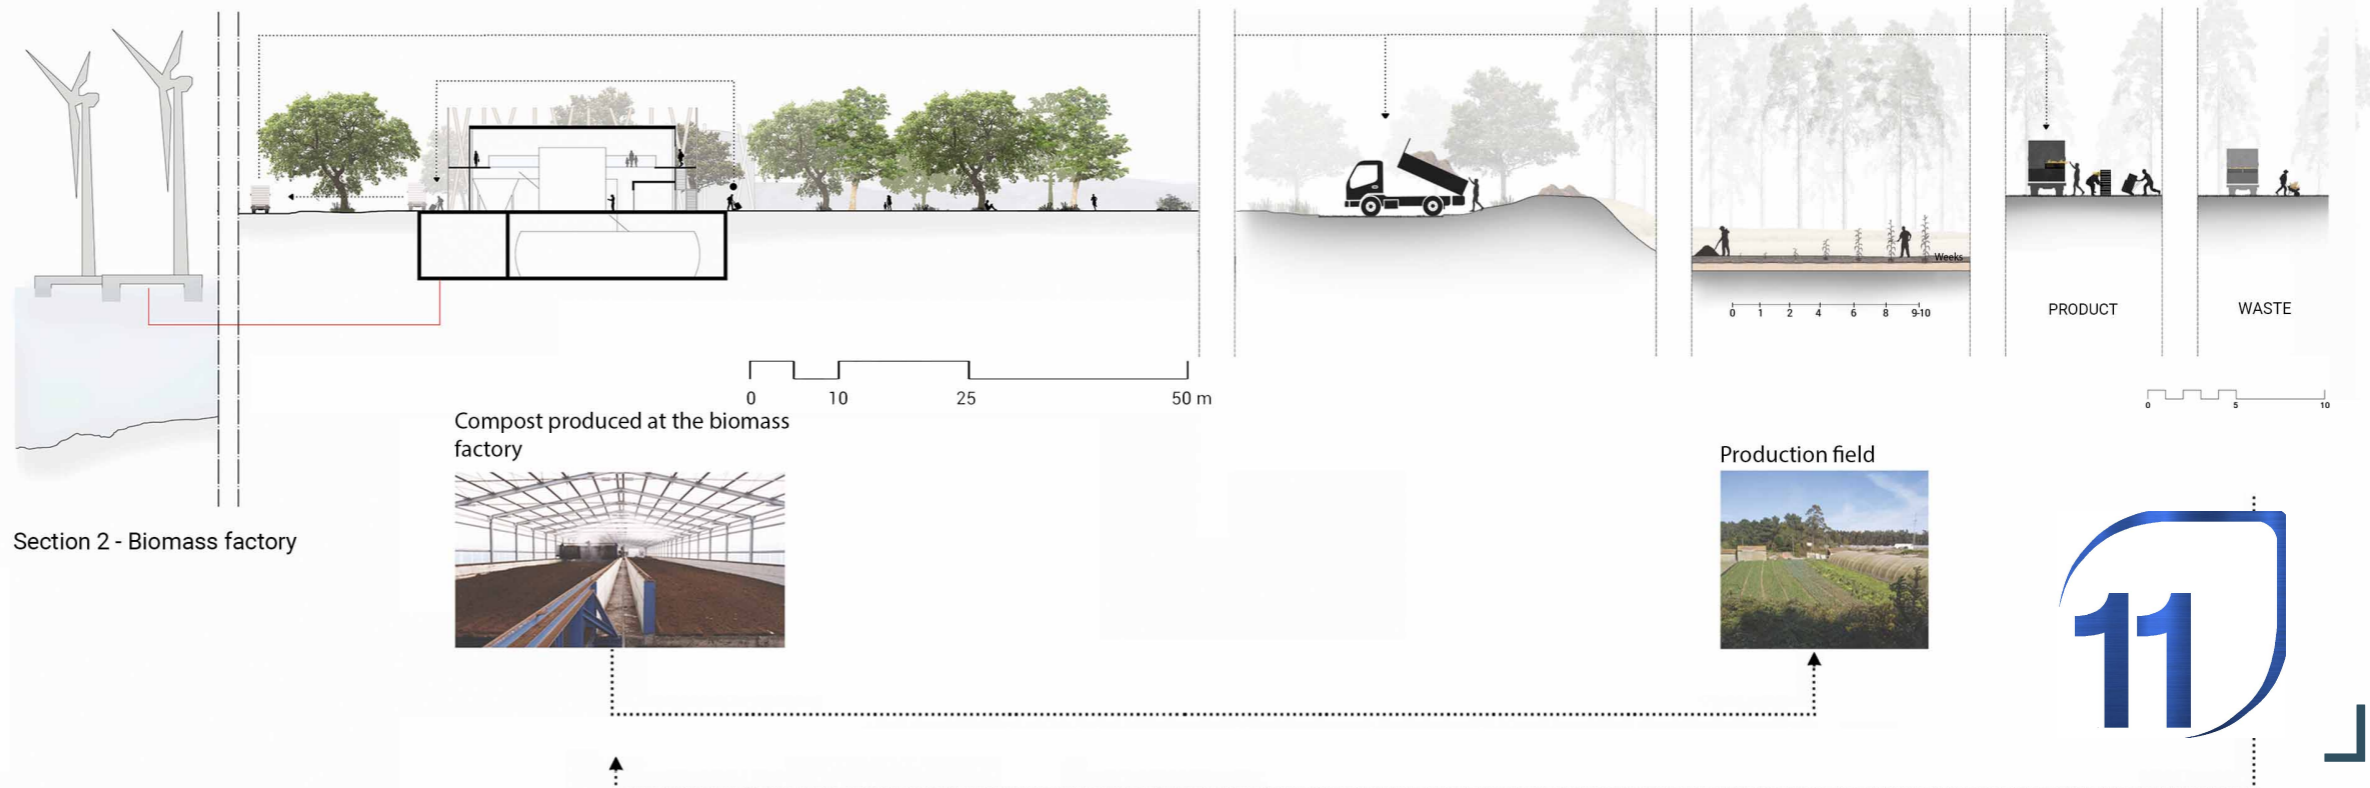 Weeks
0 1 2 4 6 8 9-10
PRODUCT
WASTE
0 10 25 50 m
0 5 10
Compost produced at the biomass
factory
Production field
Section 2 - Biomass factory
11